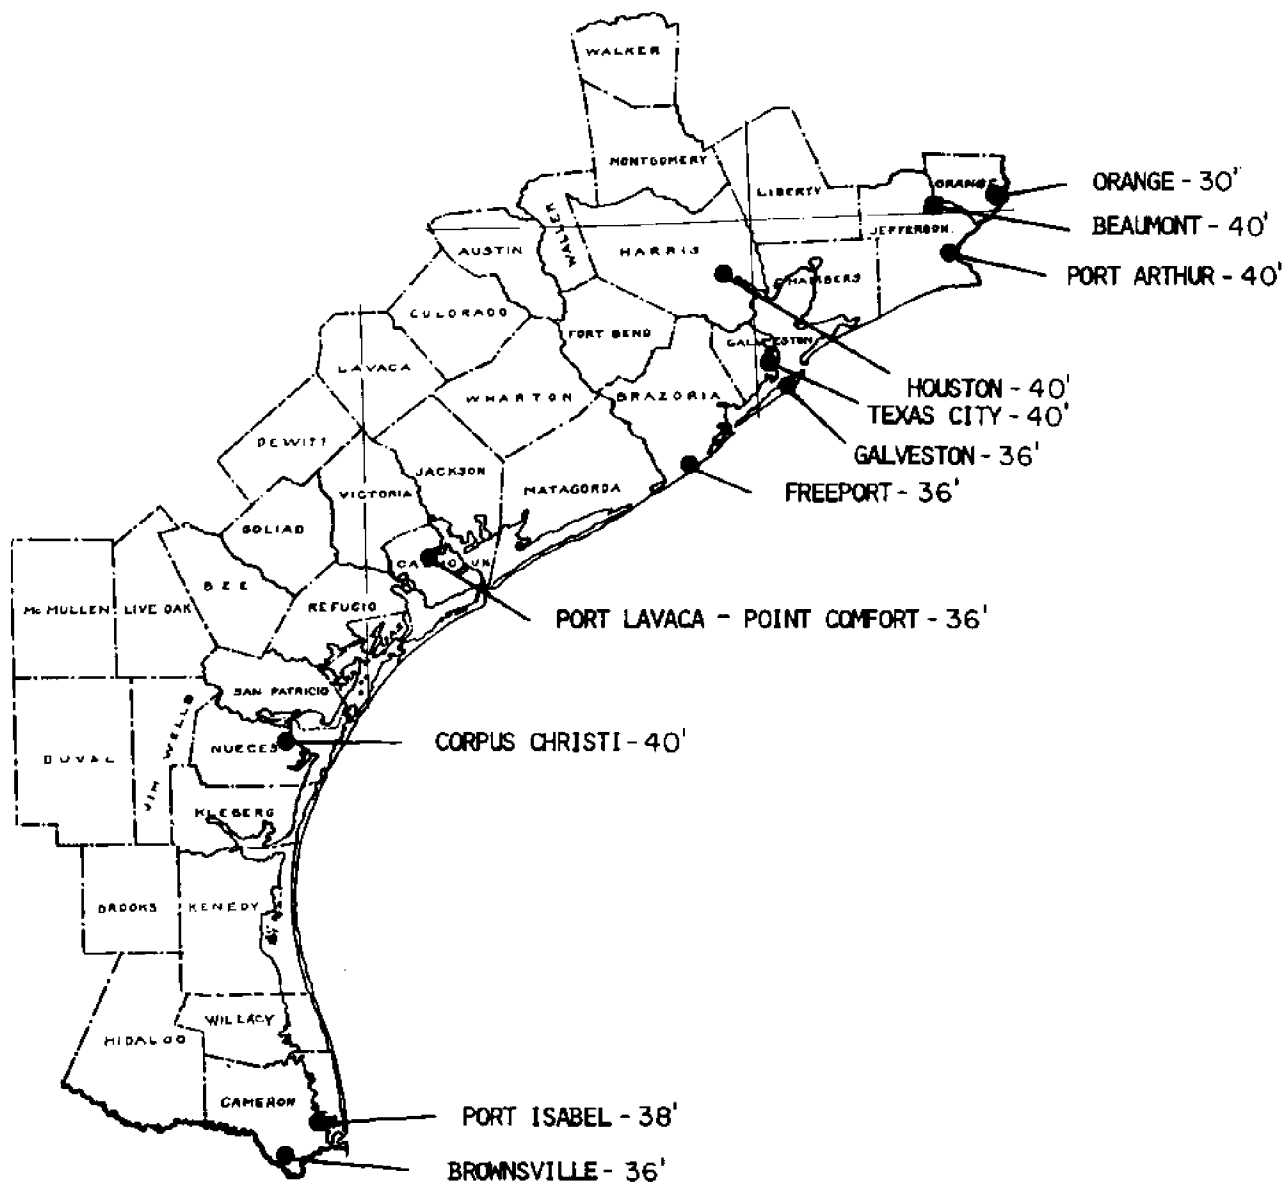 WALKER
MONTGOMERY
LIBERTY
ORANGE
ORANGE - 30'
BEAUMONT - 40'
JEFFERSON
PORT ARTHUR - 40'
WALLER
AUSTIN
HARRIS
CHAMBERS
COLORADO
FORT BEND
GALVESTON
LAVACA
WHARTON
BRAZORIA
HOUSTON - 40'
TEXAS CITY - 40'
GALVESTON - 36'
FREEPORT - 36'
DEWITT
JACKSON
VICTORIA
MATAGORDA
GOLIAD
CALHOUN
BEE
MCMULLEN
LIVE OAK
REFUGIO
PORT LAVACA - POINT COMFORT - 36'
SAN PATRICIO
CORPUS CHRISTI - 40'
NUECES
DUVAL
JIM WELLS
KLEBERG
BROOKS
KENEDY
WILLACY
HIDALGO
CAMERON
PORT ISABEL - 38'
BROWNSVILLE - 36'